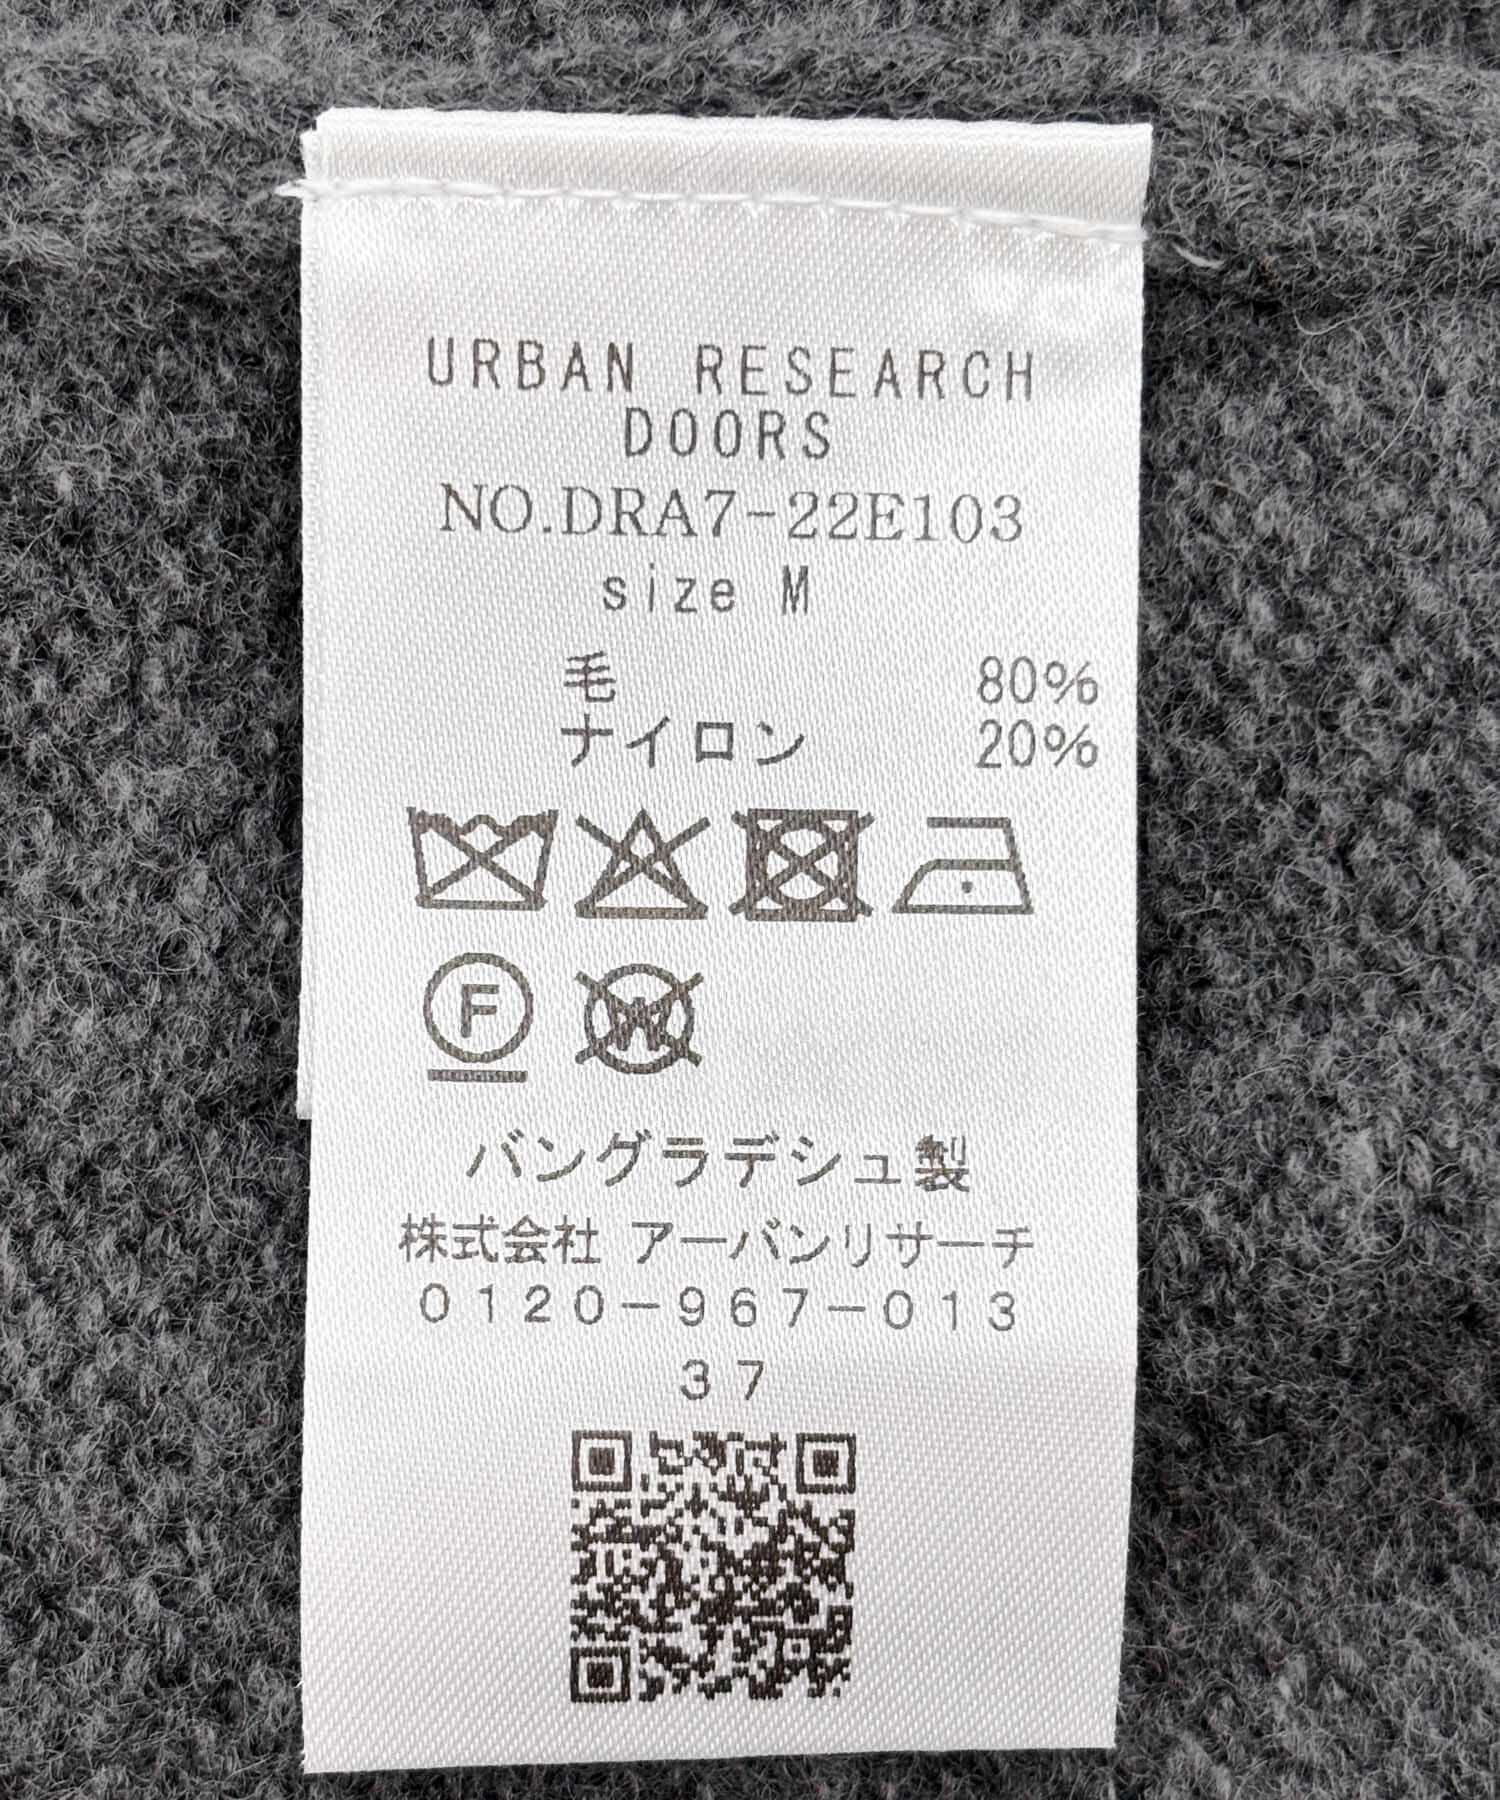 URBAN RESEARCH
DOORS
NO.DRA7-22E103
size M
毛 80%
ナイロン 20%
F W
バングラデシュ製
株式会社 アーバンリサーチ
0120-967-013
37